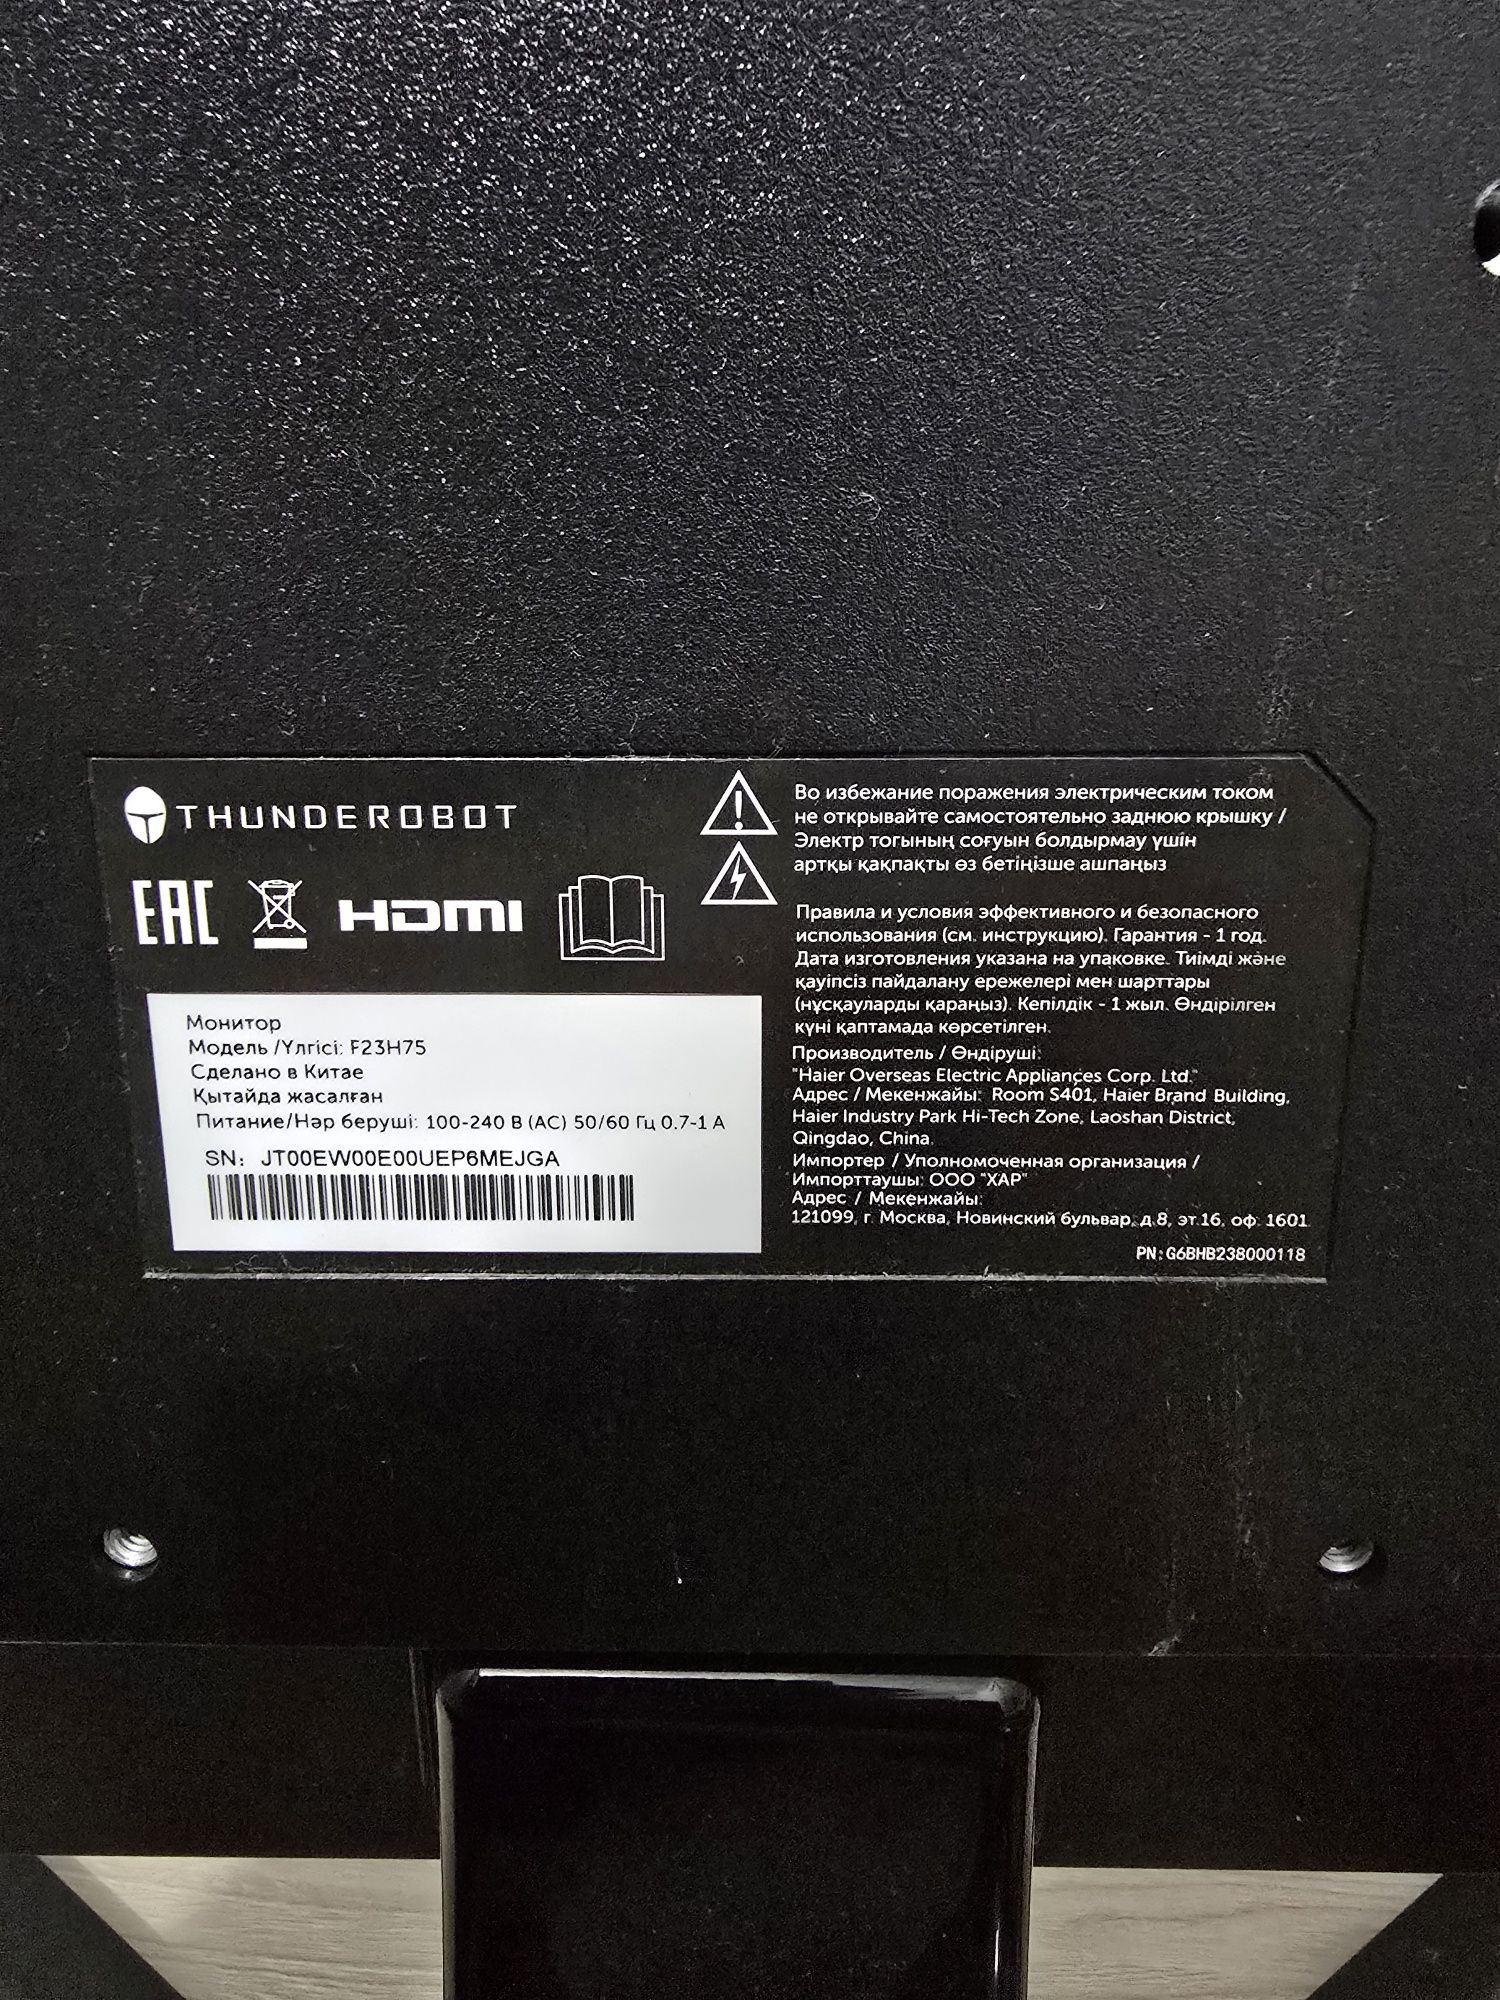 THUNDEROBOT
EAC
HDMI
Монитор
Модель /Үлгісі: F23H75
Сделано в Китае
Қытайда жасалған
Питание/Нәр беруші: 100-240 В (AC) 50/60 Гц 0.7-1 А
SN: JT00EW00E00UEP6MEJGA
Во избежание поражения электрическим током
не открывайте самостоятельно заднюю крышку /
Электр тогының соғуын болдырмау үшін
артқы қақпақты өз бетіңізше ашпаңыз
Правила и условия эффективного и безопасного
использования (см. инструкцию). Гарантия - 1 год.
Дата изготовления указана на упаковке. Тиімді және
қауіпсіз пайдалану ережелері мен шарттары
(нұсқауларды қараңыз). Кепілдік - 1 жыл. Өндірілген
күні қаптамада көрсетілген.
Производитель / Өндіруші:
"Haier Overseas Electric Appliances Corp. Ltd."
Адрес / Мекенжайы: Room S401, Haier Brand Building,
Haier Industry Park Hi-Tech Zone, Laoshan District,
Qingdao, China.
Импортер / Уполномоченная организация /
Импорттаушы: ООО "ХАР"
Адрес / Мекенжайы:
121099, г. Москва, Новинский бульвар, д.8, эт.16, оф. 1601
PN:G6BHB238000118